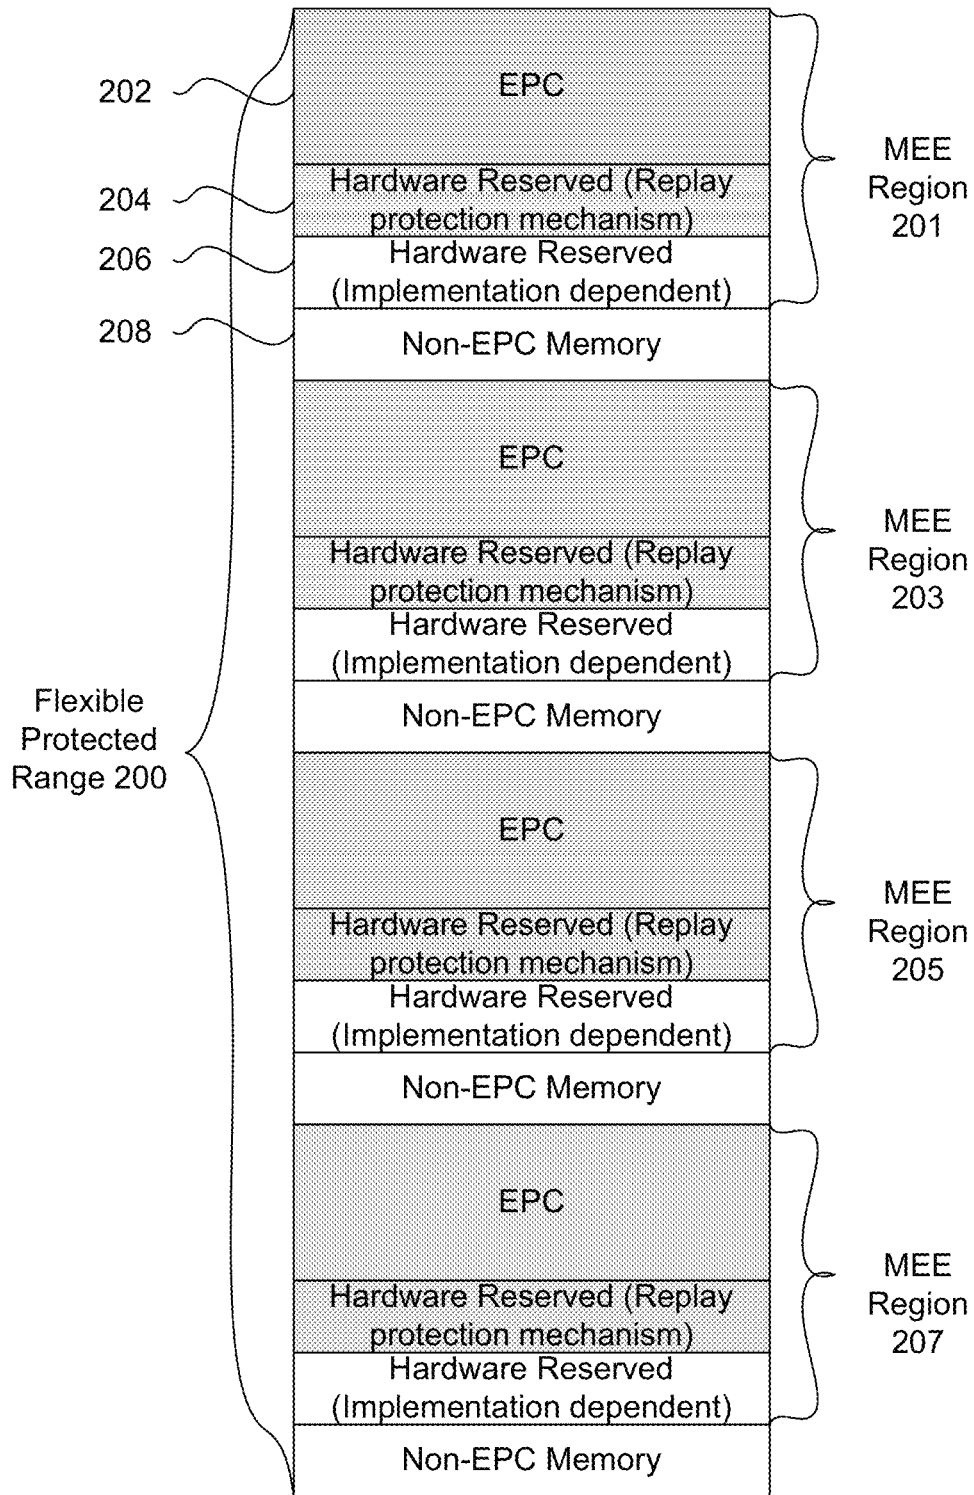 202
EPC
204
Hardware Reserved (Replay
protection mechanism)
206
Hardware Reserved
(Implementation dependent)
208
Non-EPC Memory
MEE
Region
201
EPC
Hardware Reserved (Replay
protection mechanism)
Hardware Reserved
(Implementation dependent)
Non-EPC Memory
MEE
Region
203
Flexible
Protected
Range 200
EPC
Hardware Reserved (Replay
protection mechanism)
Hardware Reserved
(Implementation dependent)
Non-EPC Memory
MEE
Region
205
EPC
Hardware Reserved (Replay
protection mechanism)
Hardware Reserved
(Implementation dependent)
Non-EPC Memory
MEE
Region
207